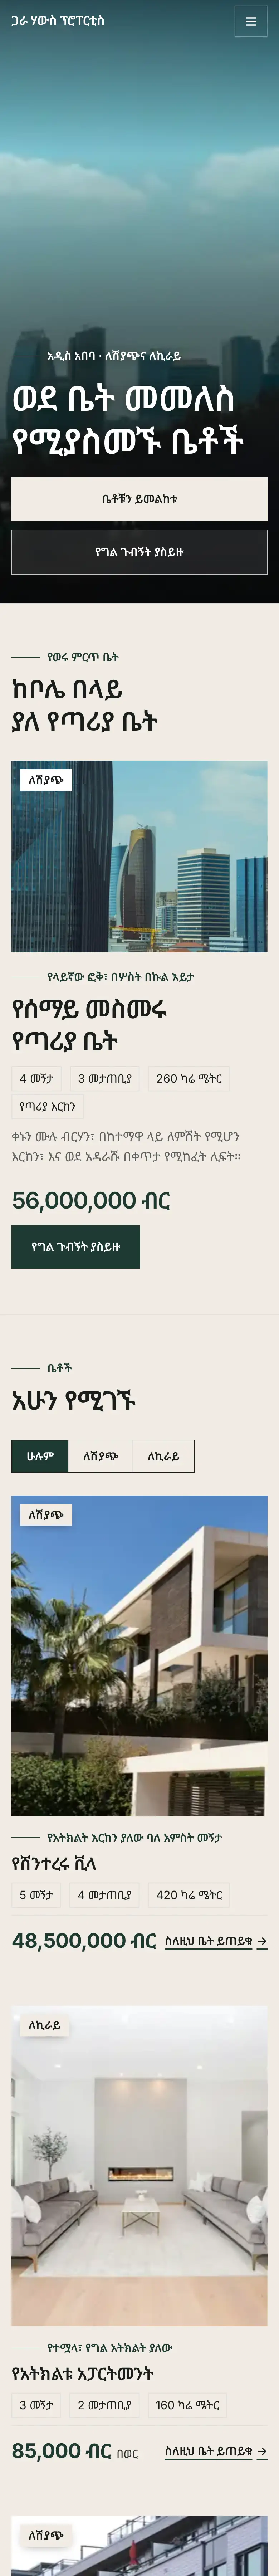 ጋራ ሃውስ ፕሮፐርቲስ
አዲስ አበባ · ለሽያጭና ለኪራይ
ወደ ቤት መመለስ
የሚያስመኙ ቤቶች
ቤቶቹን ይመልከቱ
የግል ጉብኝት ያስይዙ
የወሩ ምርጥ ቤት
ከቦሌ በላይ
ያለ የጣሪያ ቤት
ለሽያጭ
የላይኛው ፎቅ፣ በሦስት በኩል እይታ
የሰማይ መስመሩ
የጣሪያ ቤት
4 መኝታ 3 መታጠቢያ 260 ካሬ ሜትር
የጣሪያ እርከን
ቀኑን ሙሉ ብርሃን፣ በከተማዋ ላይ ለምሽት የሚሆን
እርከን፣ እና ወደ አዳራሹ በቀጥታ የሚከፈት ሊፍት።
56,000,000 ብር
የግል ጉብኝት ያስይዙ
ቤቶች
አሁን የሚገኙ
ሁሉም ለሽያጭ ለኪራይ
ለሽያጭ
የአትክልት እርከን ያለው ባለ አምስት መኝታ
የሸንተረሩ ቪላ
5 መኝታ 4 መታጠቢያ 420 ካሬ ሜትር
48,500,000 ብር ስለዚህ ቤት ይጠይቁ →
ለኪራይ
የተሟላ፣ የግል አትክልት ያለው
የአትክልቱ አፓርትመንት
3 መኝታ 2 መታጠቢያ 160 ካሬ ሜትር
85,000 ብር በወር ስለዚህ ቤት ይጠይቁ →
ለሽያጭ